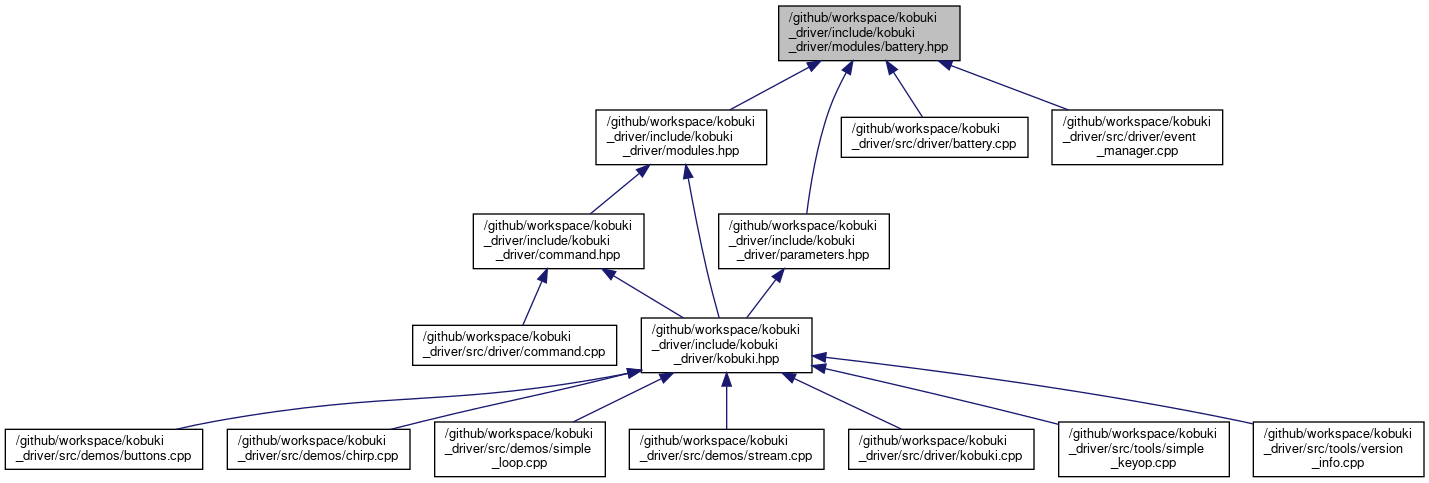 /github/workspace/kobuki
_driver/include/kobuki
_driver/modules/battery.hpp
/github/workspace/kobuki
_driver/include/kobuki
_driver/modules.hpp
/github/workspace/kobuki
_driver/src/driver/battery.cpp
/github/workspace/kobuki
_driver/src/driver/event
_manager.cpp
/github/workspace/kobuki
_driver/include/kobuki
_driver/command.hpp
/github/workspace/kobuki
_driver/include/kobuki
_driver/parameters.hpp
/github/workspace/kobuki
_driver/src/driver/command.cpp
/github/workspace/kobuki
_driver/include/kobuki
_driver/kobuki.hpp
/github/workspace/kobuki
_driver/src/demos/buttons.cpp
/github/workspace/kobuki
_driver/src/demos/chirp.cpp
/github/workspace/kobuki
_driver/src/demos/simple
_loop.cpp
/github/workspace/kobuki
_driver/src/demos/stream.cpp
/github/workspace/kobuki
_driver/src/driver/kobuki.cpp
/github/workspace/kobuki
_driver/src/tools/simple
_keyop.cpp
/github/workspace/kobuki
_driver/src/tools/version
_info.cpp